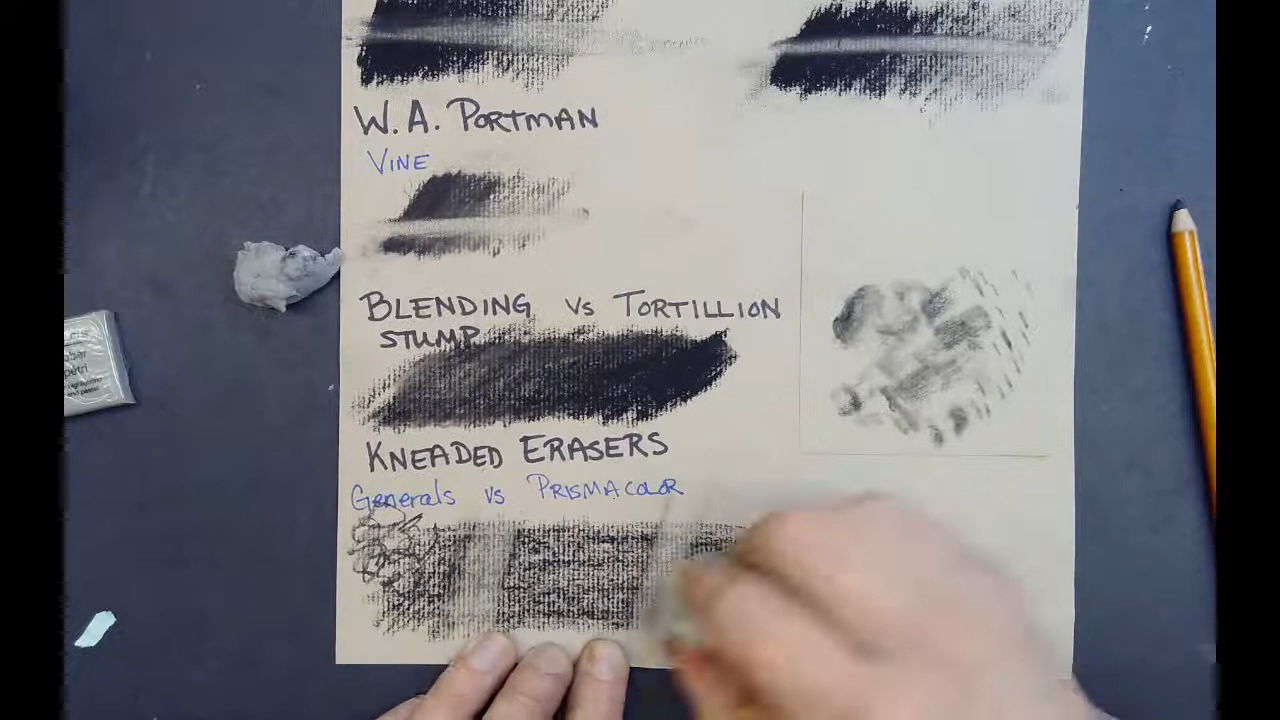 W.A. PORTMAN
VINE
BLENDING VS TORTILLION
STUMP
KNEADED ERASERS
Generals vs PRISMACOLOR